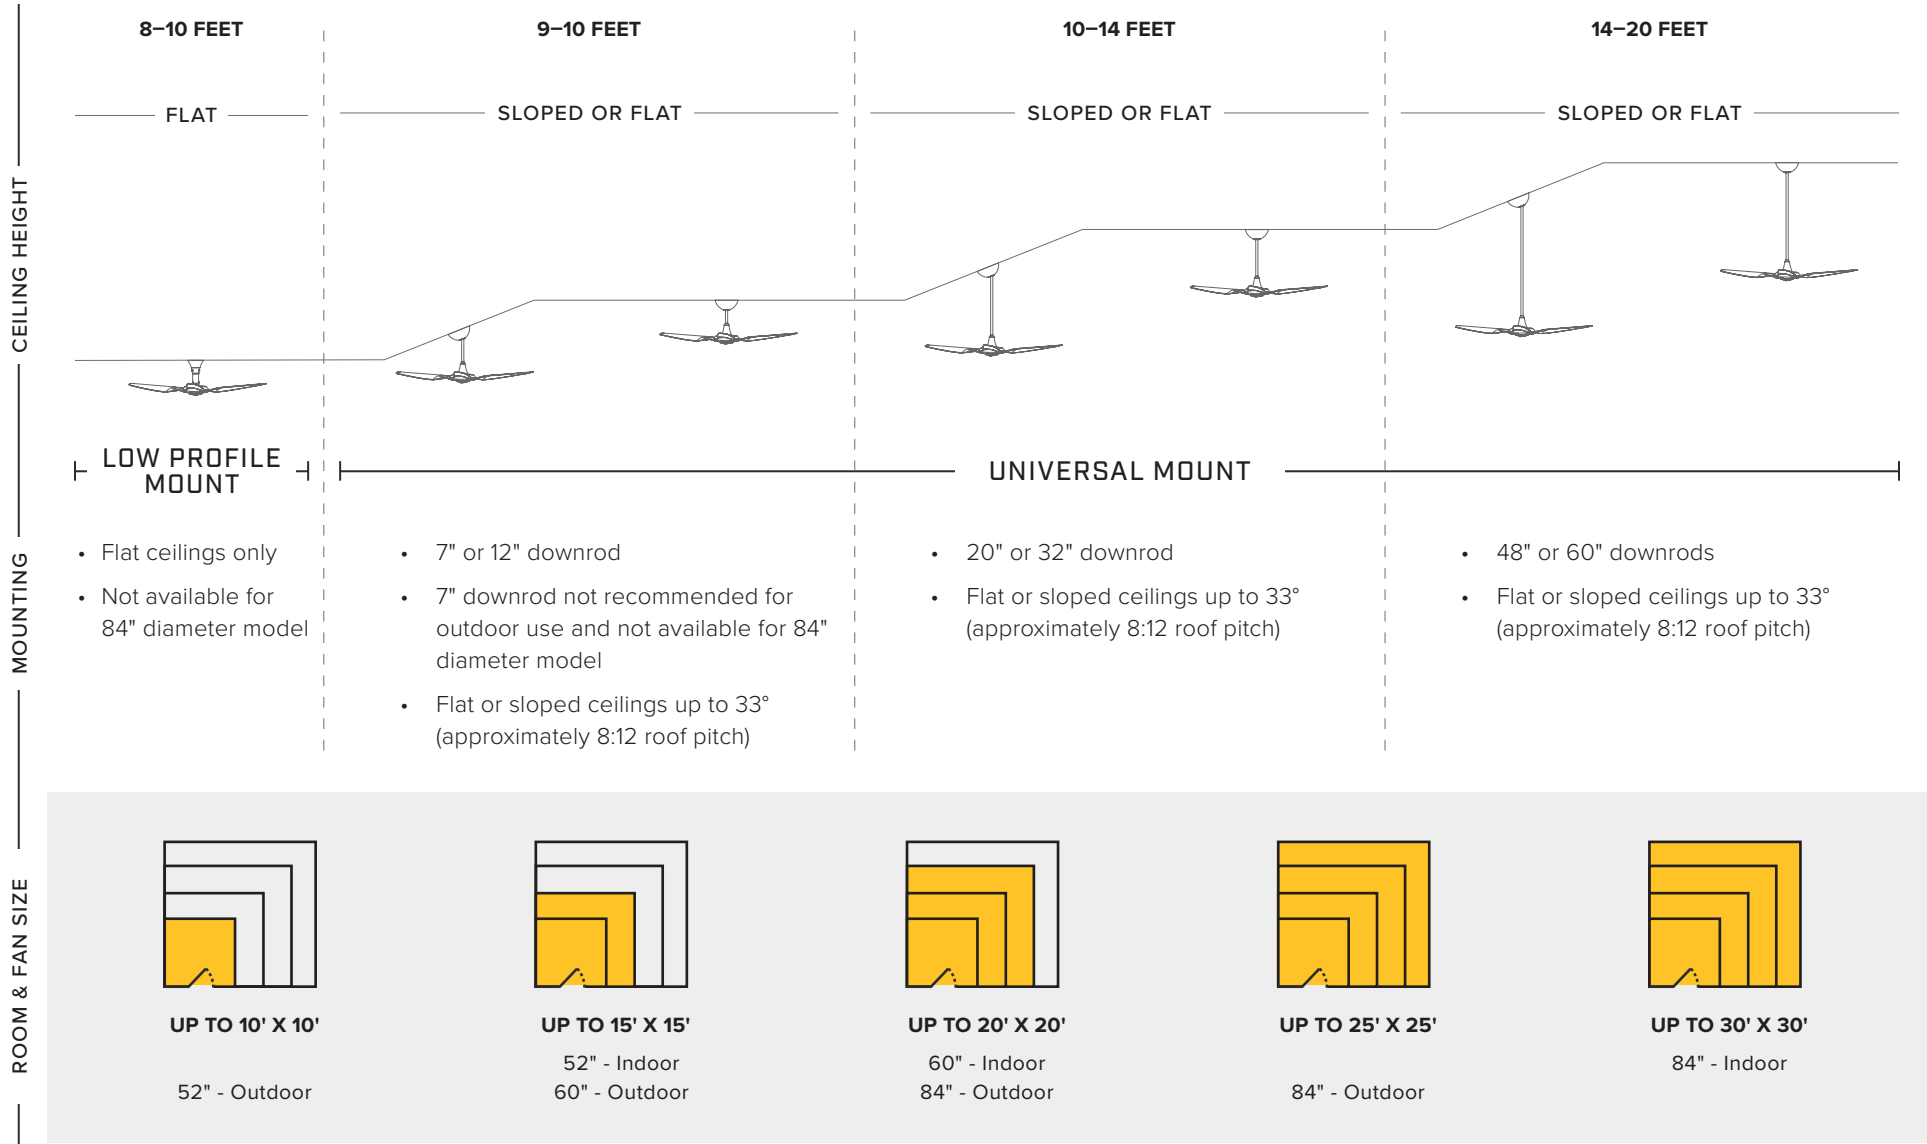 8–10 FEET
9–10 FEET
10–14 FEET
14–20 FEET
FLAT
SLOPED OR FLAT
SLOPED OR FLAT
SLOPED OR FLAT
CEILING HEIGHT
LOW PROFILE
MOUNT
UNIVERSAL MOUNT
MOUNTING
• Flat ceilings only
• Not available for
84" diameter model
• 7" or 12" downrod
• 7" downrod not recommended for
outdoor use and not available for 84"
diameter model
• Flat or sloped ceilings up to 33°
(approximately 8:12 roof pitch)
• 20" or 32" downrod
• Flat or sloped ceilings up to 33°
(approximately 8:12 roof pitch)
• 48" or 60" downrods
• Flat or sloped ceilings up to 33°
(approximately 8:12 roof pitch)
ROOM & FAN SIZE
UP TO 10' X 10'
52" - Outdoor
UP TO 15' X 15'
52" - Indoor
60" - Outdoor
UP TO 20' X 20'
60" - Indoor
84" - Outdoor
UP TO 25' X 25'
84" - Outdoor
UP TO 30' X 30'
84" - Indoor